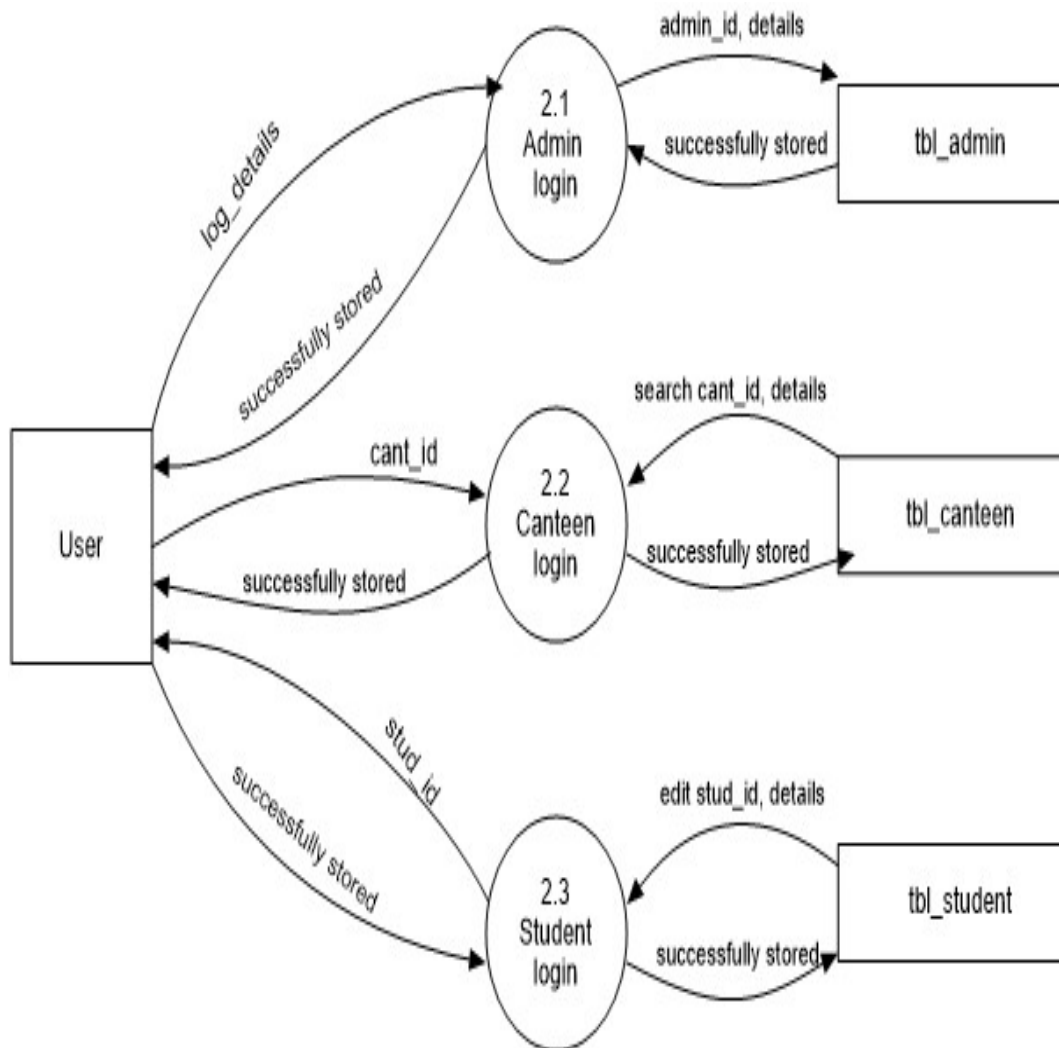 admin_id, details
2.1
Admin
login
successfully stored
tbl_admin
log_details
successfully stored
search cant_id, details
User
cant_id
2.2
Canteen
login
successfully stored
successfully stored
tbl_canteen
stud_id
successfully stored
edit stud_id, details
2.3
Student
login
successfully stored
tbl_student